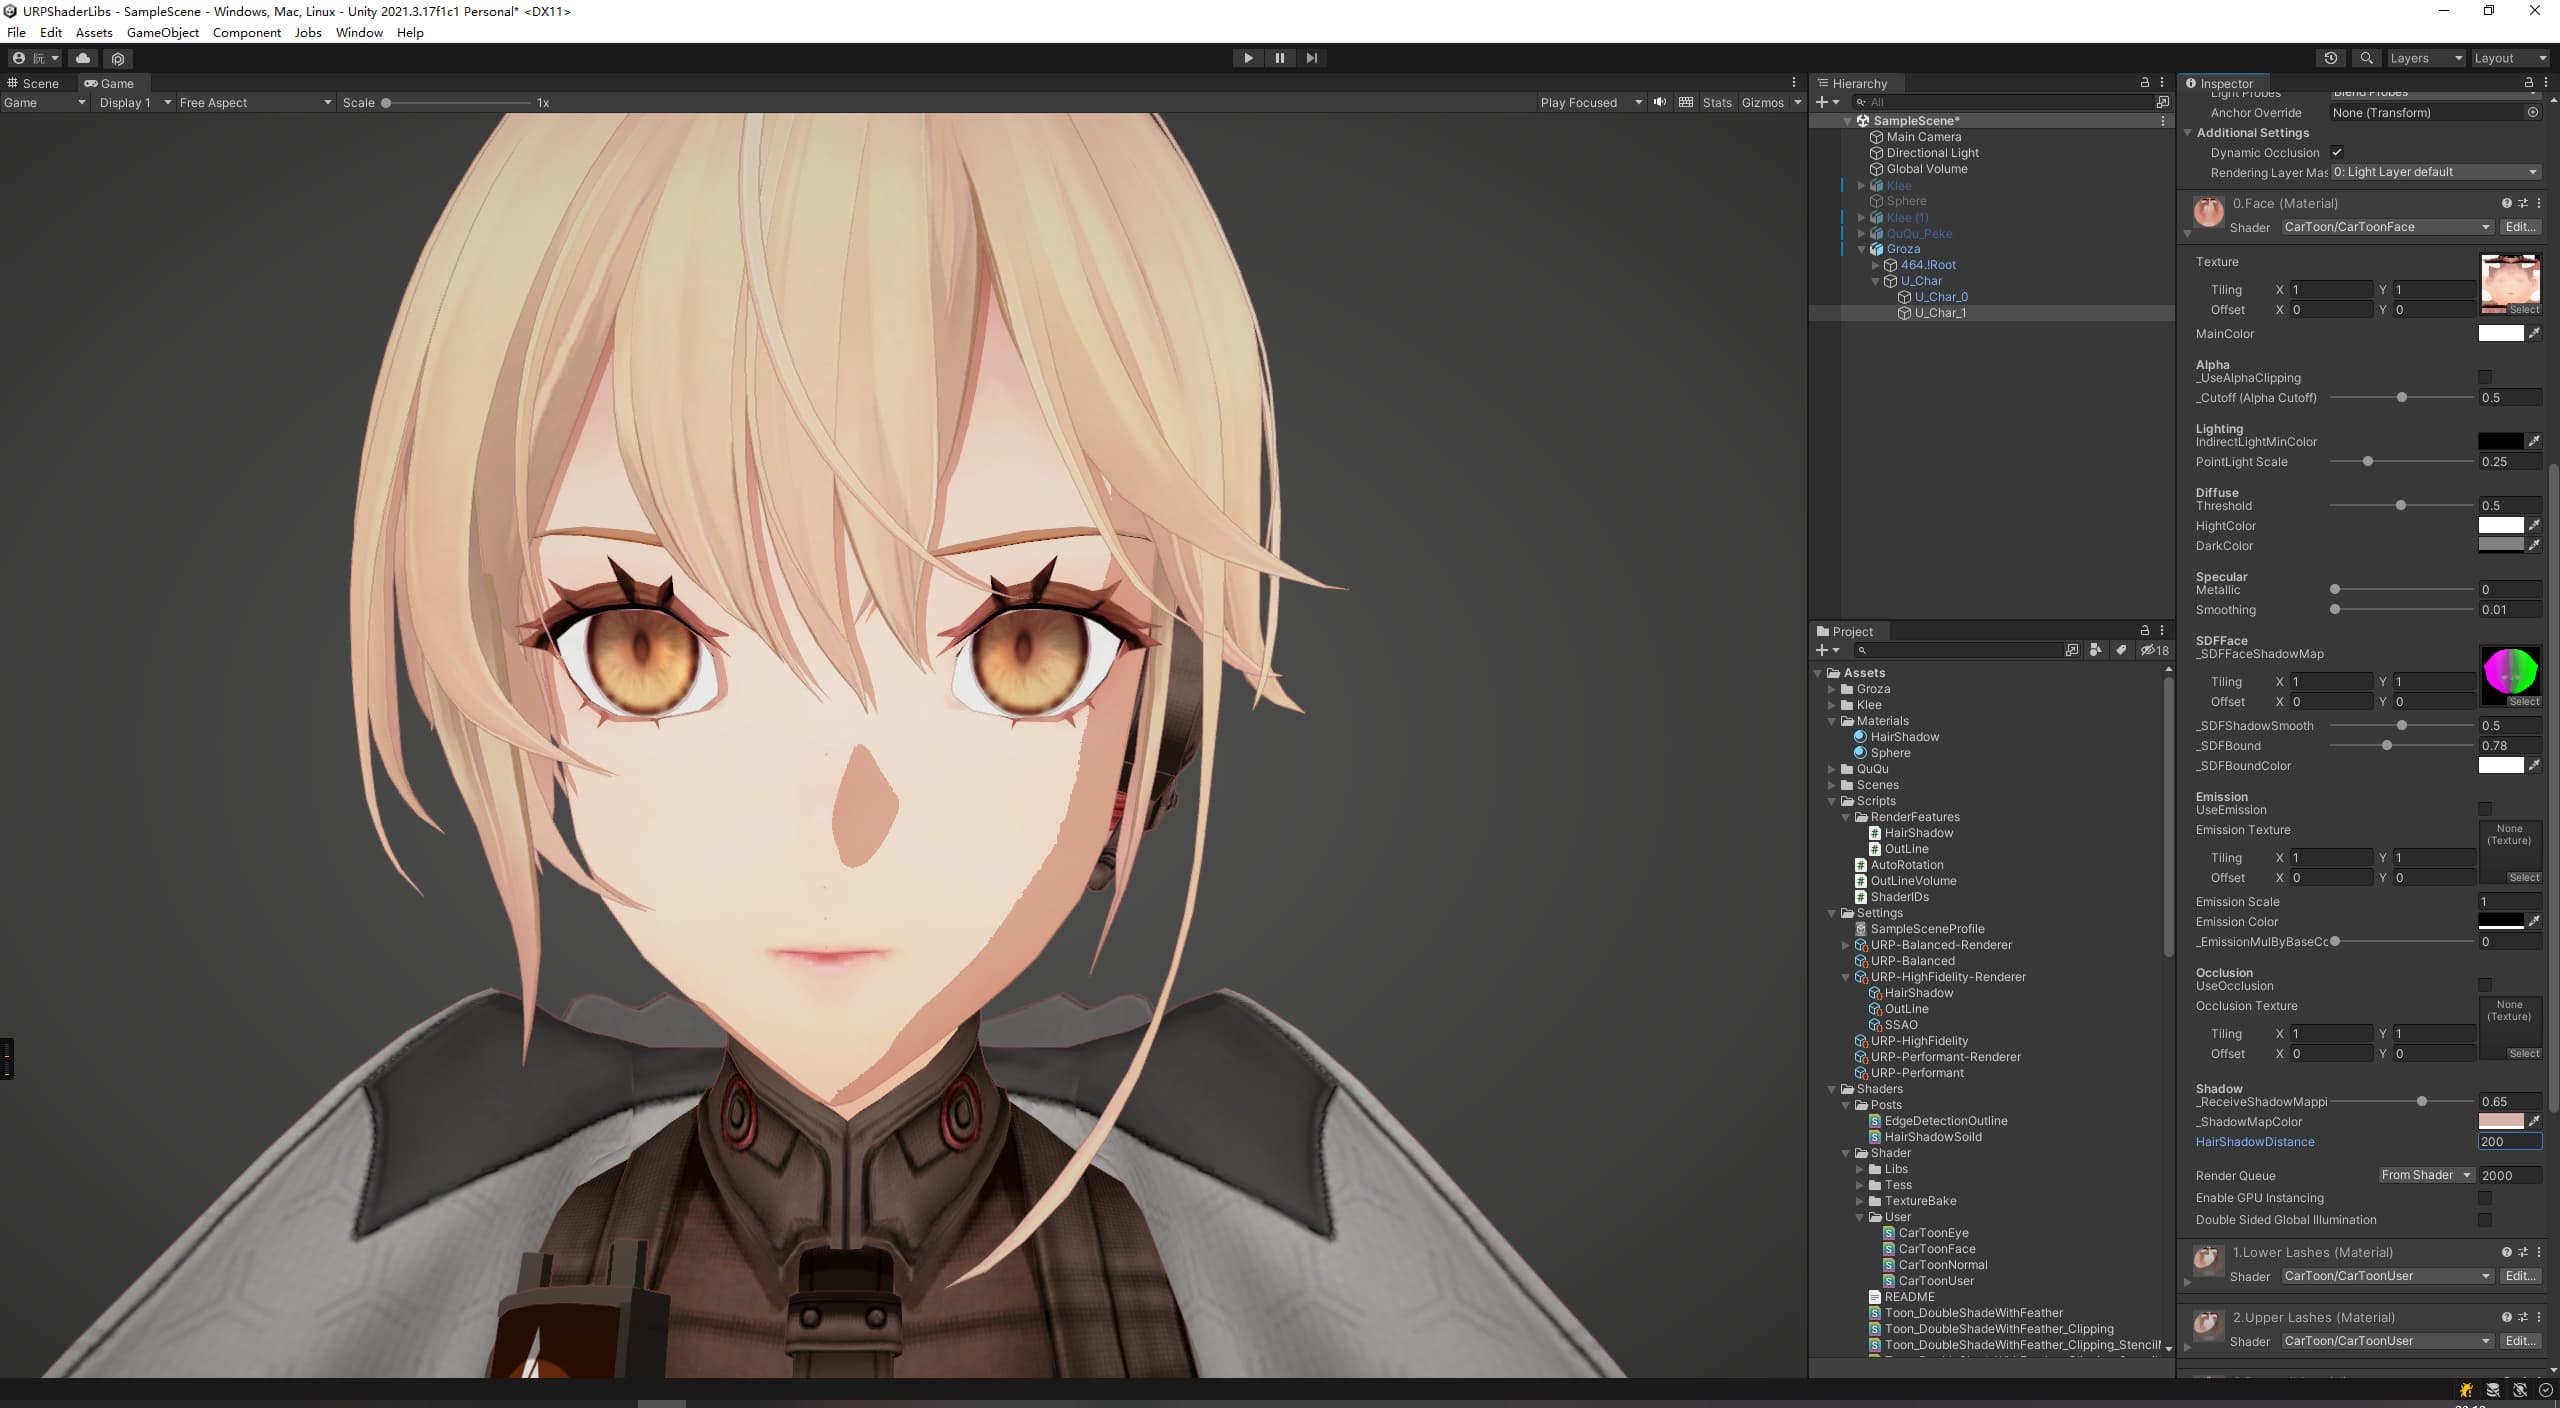 URPShaderLibs - SampleScene - Windows, Mac, Linux - Unity 2021.3.17f1c1 Personal* <DX11>
File Edit Assets GameObject Component Jobs Window Help
阮 Layers Layout
Scene Game
Game Display 1 Free Aspect Scale 1x Play Focused Stats Gizmos
Hierarchy
All
SampleScene*
Main Camera
Directional Light
Global Volume
Klee
Sphere
Klee (1)
QuQu_Peke
Groza
464.!Root
U_Char
U_Char_0
U_Char_1
Project
18
Assets
Groza
Klee
Materials
HairShadow
Sphere
QuQu
Scenes
Scripts
RenderFeatures
HairShadow
OutLine
AutoRotation
OutLineVolume
ShaderIDs
Settings
SampleSceneProfile
URP-Balanced-Renderer
URP-Balanced
URP-HighFidelity-Renderer
HairShadow
OutLine
SSAO
URP-HighFidelity
URP-Performant-Renderer
URP-Performant
Shaders
Posts
EdgeDetectionOutline
HairShadowSoild
Shader
Libs
Tess
TextureBake
User
CarToonEye
CarToonFace
CarToonNormal
CarToonUser
README
Toon_DoubleShadeWithFeather
Toon_DoubleShadeWithFeather_Clipping
Toon_DoubleShadeWithFeather_Clipping_Stencil
Inspector
Light Probes Blend Probes
Anchor Override None (Transform)
Additional Settings
Dynamic Occlusion
Rendering Layer Mas 0: Light Layer default
0.Face (Material)
Shader CarToon/CarToonFace Edit...
Texture
Tiling X 1 Y 1
Offset X 0 Y 0 Select
MainColor
Alpha
_UseAlphaClipping
_Cutoff (Alpha Cutoff) 0.5
Lighting
IndirectLightMinColor
PointLight Scale 0.25
Diffuse
Threshold 0.5
HightColor
DarkColor
Specular
Metallic 0
Smoothing 0.01
SDFFace
_SDFFaceShadowMap
Tiling X 1 Y 1
Offset X 0 Y 0 Select
_SDFShadowSmooth 0.5
_SDFBound 0.78
_SDFBoundColor
Emission
UseEmission
Emission Texture None (Texture)
Tiling X 1 Y 1
Offset X 0 Y 0 Select
Emission Scale 1
Emission Color
_EmissionMulByBaseCo 0
Occlusion
UseOcclusion
Occlusion Texture None (Texture)
Tiling X 1 Y 1
Offset X 0 Y 0 Select
Shadow
_ReceiveShadowMappi 0.65
_ShadowMapColor
HairShadowDistance 200
Render Queue From Shader 2000
Enable GPU Instancing
Double Sided Global Illumination
1.Lower Lashes (Material)
Shader CarToon/CarToonUser Edit...
2.Upper Lashes (Material)
Shader CarToon/CarToonUser Edit...